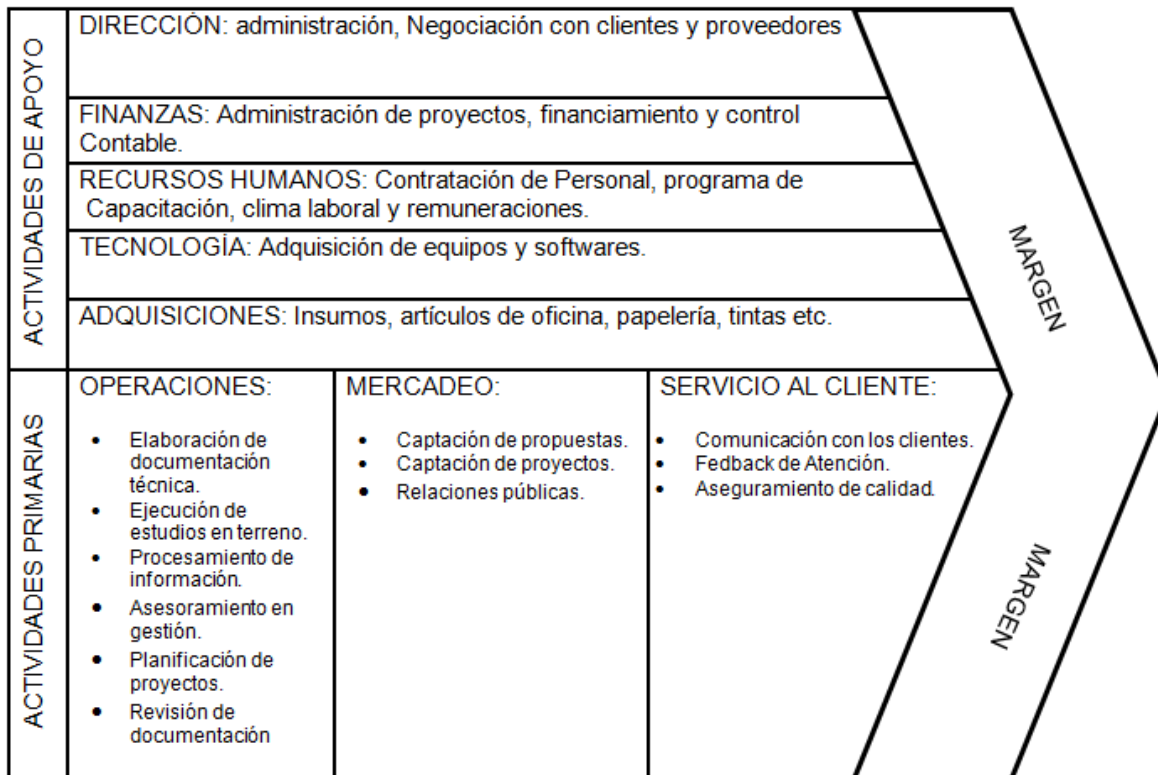 ACTIVIDADES DE APOYO
DIRECCIÓN: administración, Negociación con clientes y proveedores
FINANZAS: Administración de proyectos, financiamiento y control
Contable.
RECURSOS HUMANOS: Contratación de Personal, programa de
Capacitación, clima laboral y remuneraciones.
TECNOLOGÍA: Adquisición de equipos y softwares.
ADQUISICIONES: Insumos, artículos de oficina, papelería, tintas etc.
MARGEN
ACTIVIDADES PRIMARIAS
OPERACIONES:
• Elaboración de
documentación
técnica.
• Ejecución de
estudios en terreno.
• Procesamiento de
información.
• Asesoramiento en
gestión.
• Planificación de
proyectos.
• Revisión de
documentación
MERCADEO:
• Captación de propuestas.
• Captación de proyectos.
• Relaciones públicas.
SERVICIO AL CLIENTE:
• Comunicación con los clientes.
• Fedback de Atención.
• Aseguramiento de calidad.
MARGEN